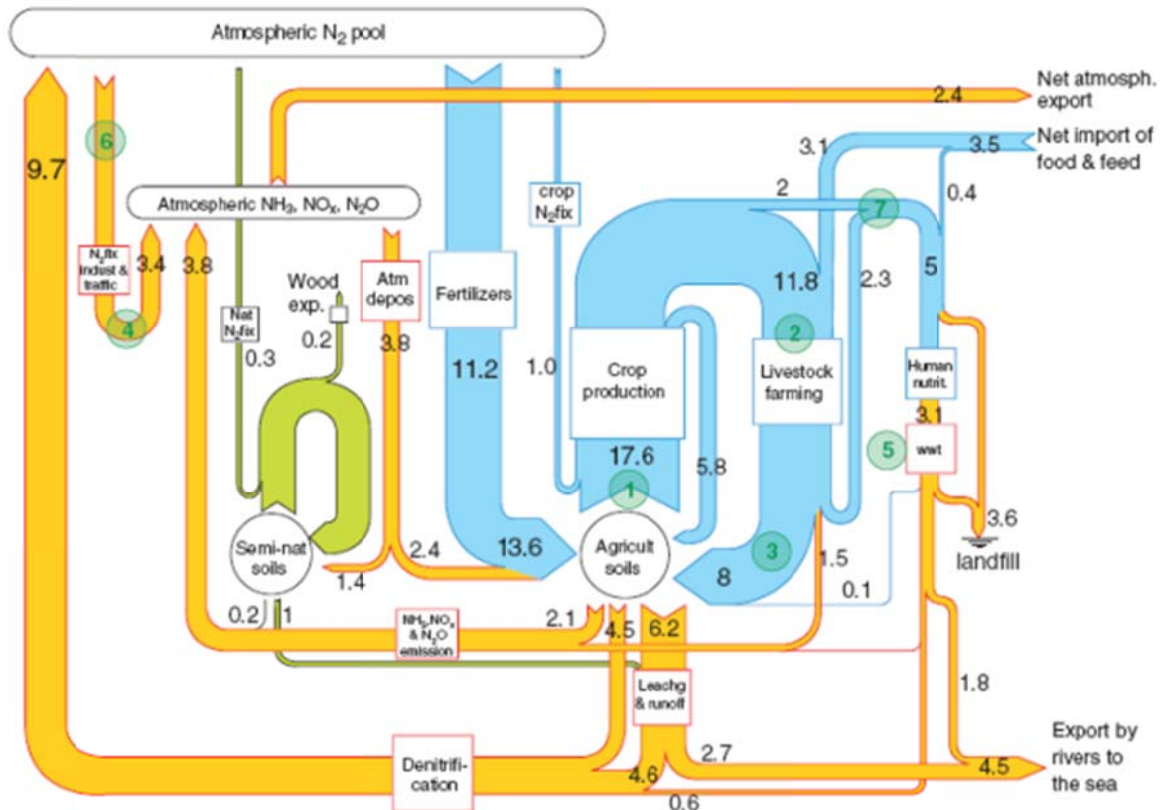 Atmospheric N₂ pool
Net atmosph.
export
2.4
Net import of
food & feed
3.5
3.1
0.4
6
9.7
2
7
crop
N₂fix
Atmospheric NH₃, NOₓ, N₂O
N₂fix
indust &
traffic
3.4
3.8
Atm
depos
Fertilizers
11.8
2.3
5
Wood
exp.
4
Nat
N₂fix
0.2
3.8
0.3
2
11.2
1.0
Crop
production
Livestock
farming
Human
nutrit.
3.1
17.6
5.8
5
wwt
1
3.6
landfill
Semi-nat
soils
2.4
1.4
13.6
Agricult
soils
3
8
1.5
0.1
0.2
1
NH₃,NOₓ
& N₂O
emission
2.1
4.5
6.2
Leachg
& runoff
1.8
Denitrifi-
cation
2.7
4.6
0.6
4.5
Export by
rivers to
the sea